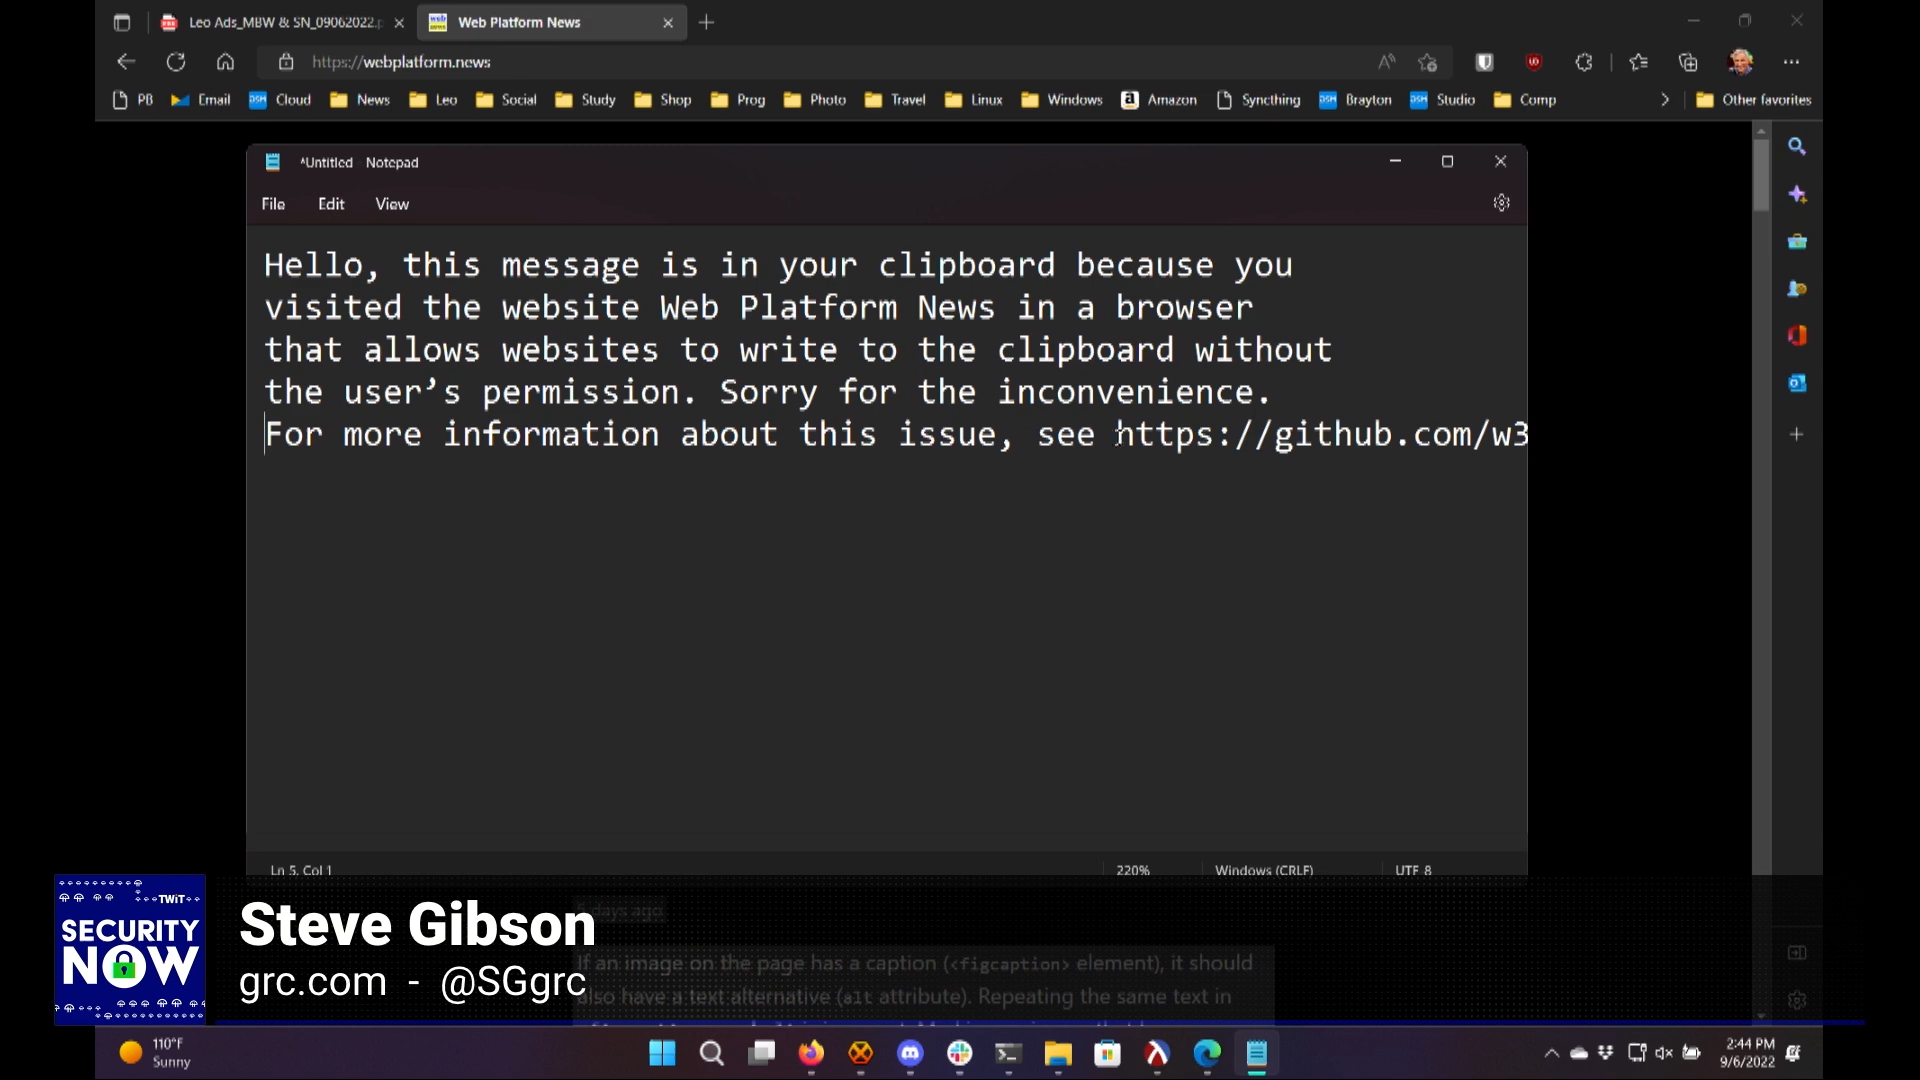 Leo Ads_MBW & SN_09062022.p
Web Platform News
https://webplatform.news
PB Email Cloud News Leo Social Study Shop Prog Photo Travel Linux Windows Amazon Syncthing Brayton Studio Comp Other favorites
*Untitled Notepad
File Edit View
Hello, this message is in your clipboard because you
visited the website Web Platform News in a browser
that allows websites to write to the clipboard without
the user’s permission. Sorry for the inconvenience.
For more information about this issue, see https://github.com/w3
Ln 5, Col 1 220% Windows (CRLF) UTF 8
5 days ago
If an image on the page has a caption (<figcaption> element), it should
also have a text alternative (alt attribute). Repeating the same text in
TWiT
SECURITY
NOW
Steve Gibson
grc.com - @SGgrc
110°F
Sunny
2:44 PM
9/6/2022